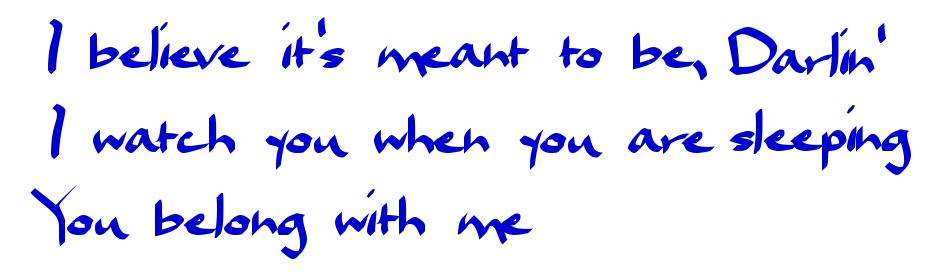 I believe it's meant to be, Darlin'
I watch you when you are sleeping
You belong with me